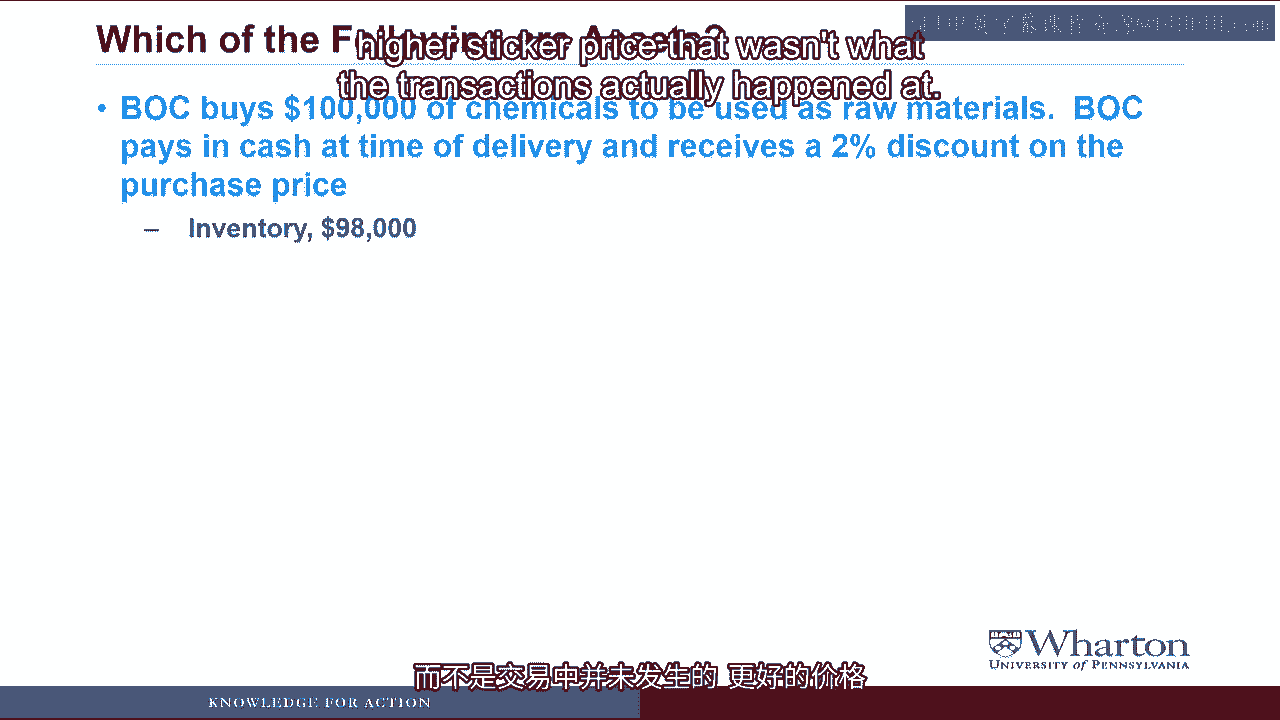 Which of the Following are Assets?
higher sticker price that wasn't what
the transactions actually happened at.
• BOC buys $100,000 of chemicals to be used as raw materials. BOC
pays in cash at time of delivery and receives a 2% discount on the
purchase price
– Inventory, $98,000
Wharton
UNIVERSITY of PENNSYLVANIA
而不是交易中并未发生的 更好的价格
KNOWLEDGE FOR ACTION